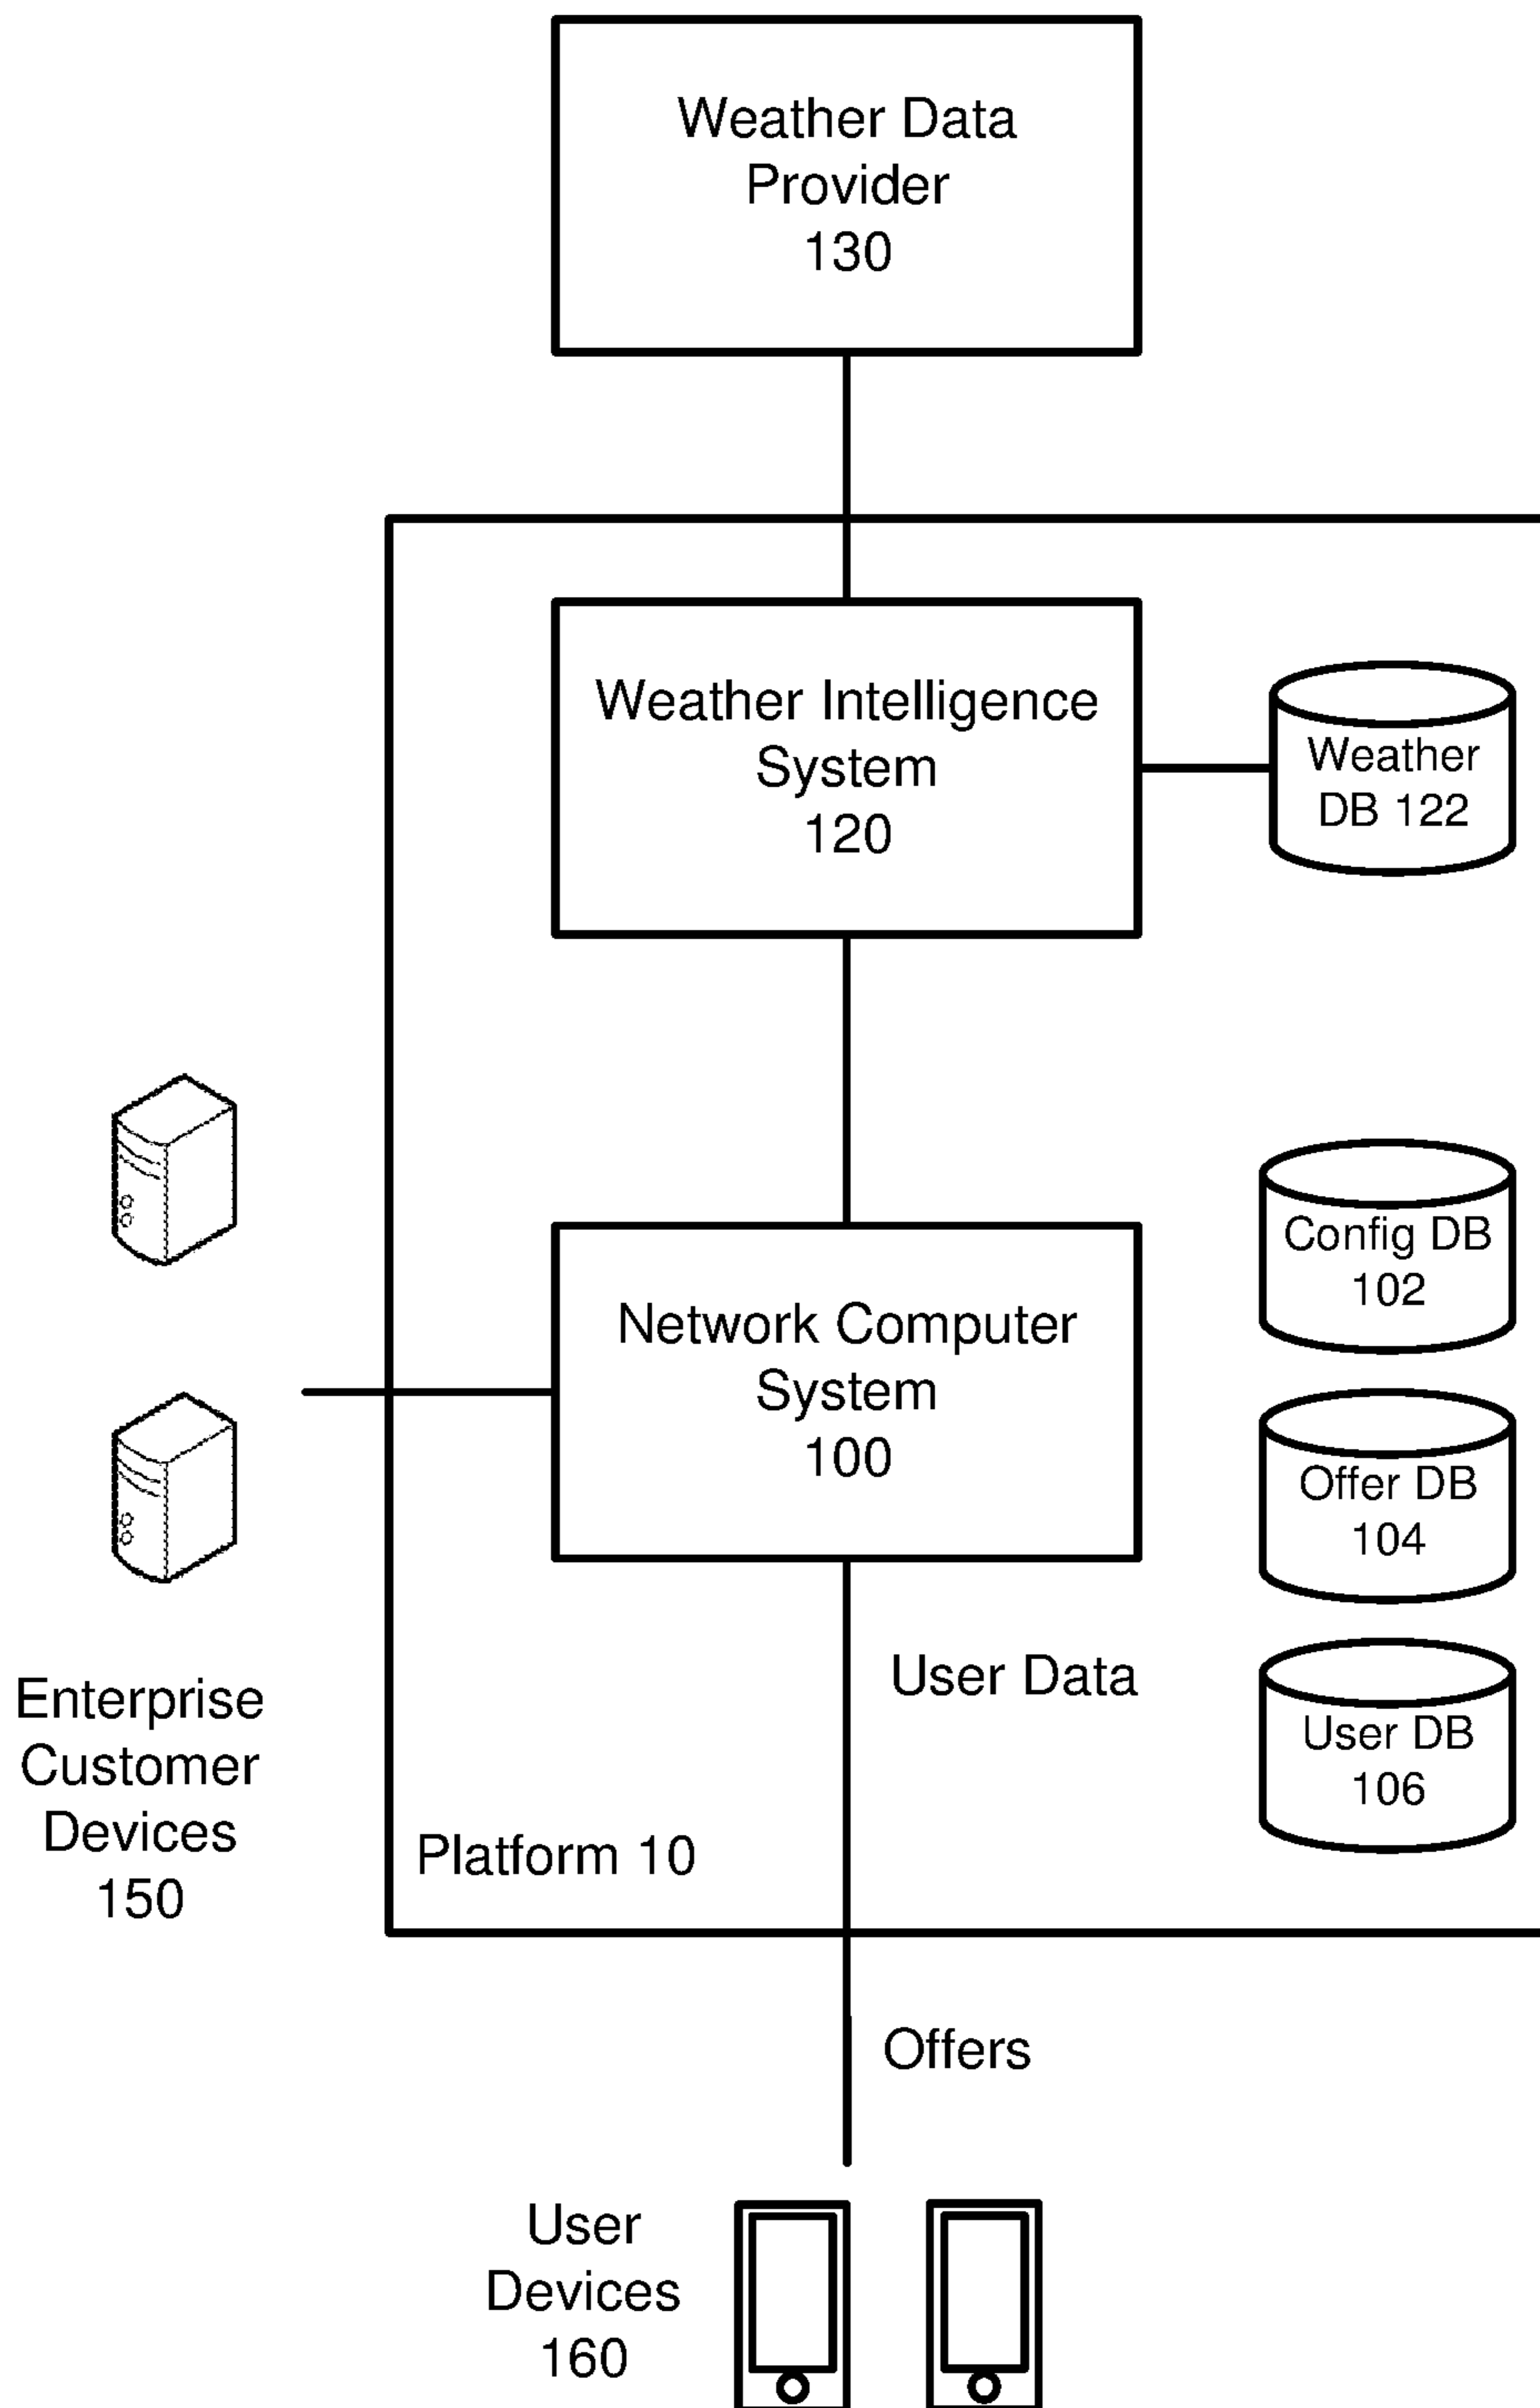 Weather Data
Provider
130
Weather Intelligence
System
120
Weather
DB 122
Config DB
102
Network Computer
System
100
Offer DB
104
User Data
User DB
106
Enterprise
Customer
Devices
150
Platform 10
Offers
User
Devices
160